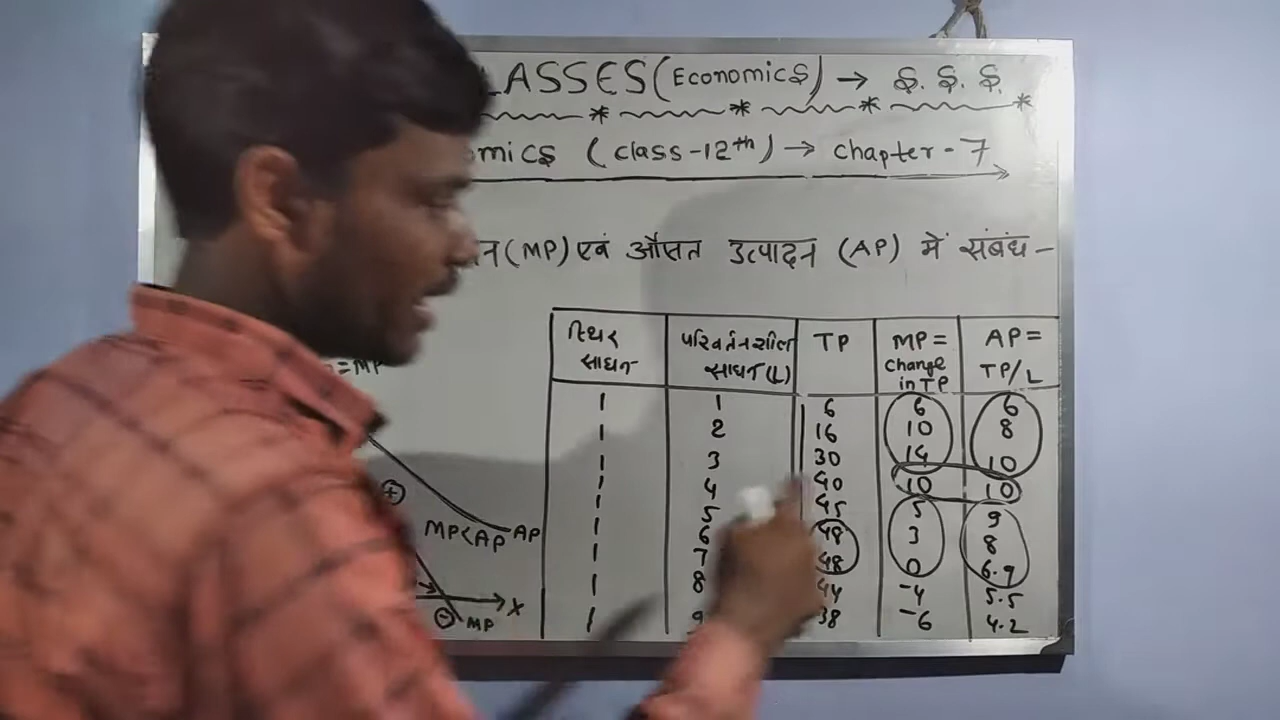 LASSES (Economics) → S. S. S.
omics (class-12th) → chapter-7
न (MP) एवं औसत उत्पादन (AP) में संबंध-
स्थिर साधन | परिवर्तनशील साधन (L) | TP | MP = change in TP | AP = TP/L
1 | 1 | 6 | 6 | 6
1 | 2 | 16 | 10 | 8
1 | 3 | 30 | 14 | 10
1 | 4 | 40 | 10 | 10
1 | 5 | 45 | 5 | 9
1 | 6 | 48 | 3 | 8
1 | 7 | 48 | 0 | 6.9
1 | 8 | 44 | -4 | 5.5
1 | 9 | 38 | -6 | 4.2
=MP
+
MP<AP AP
X
- MP